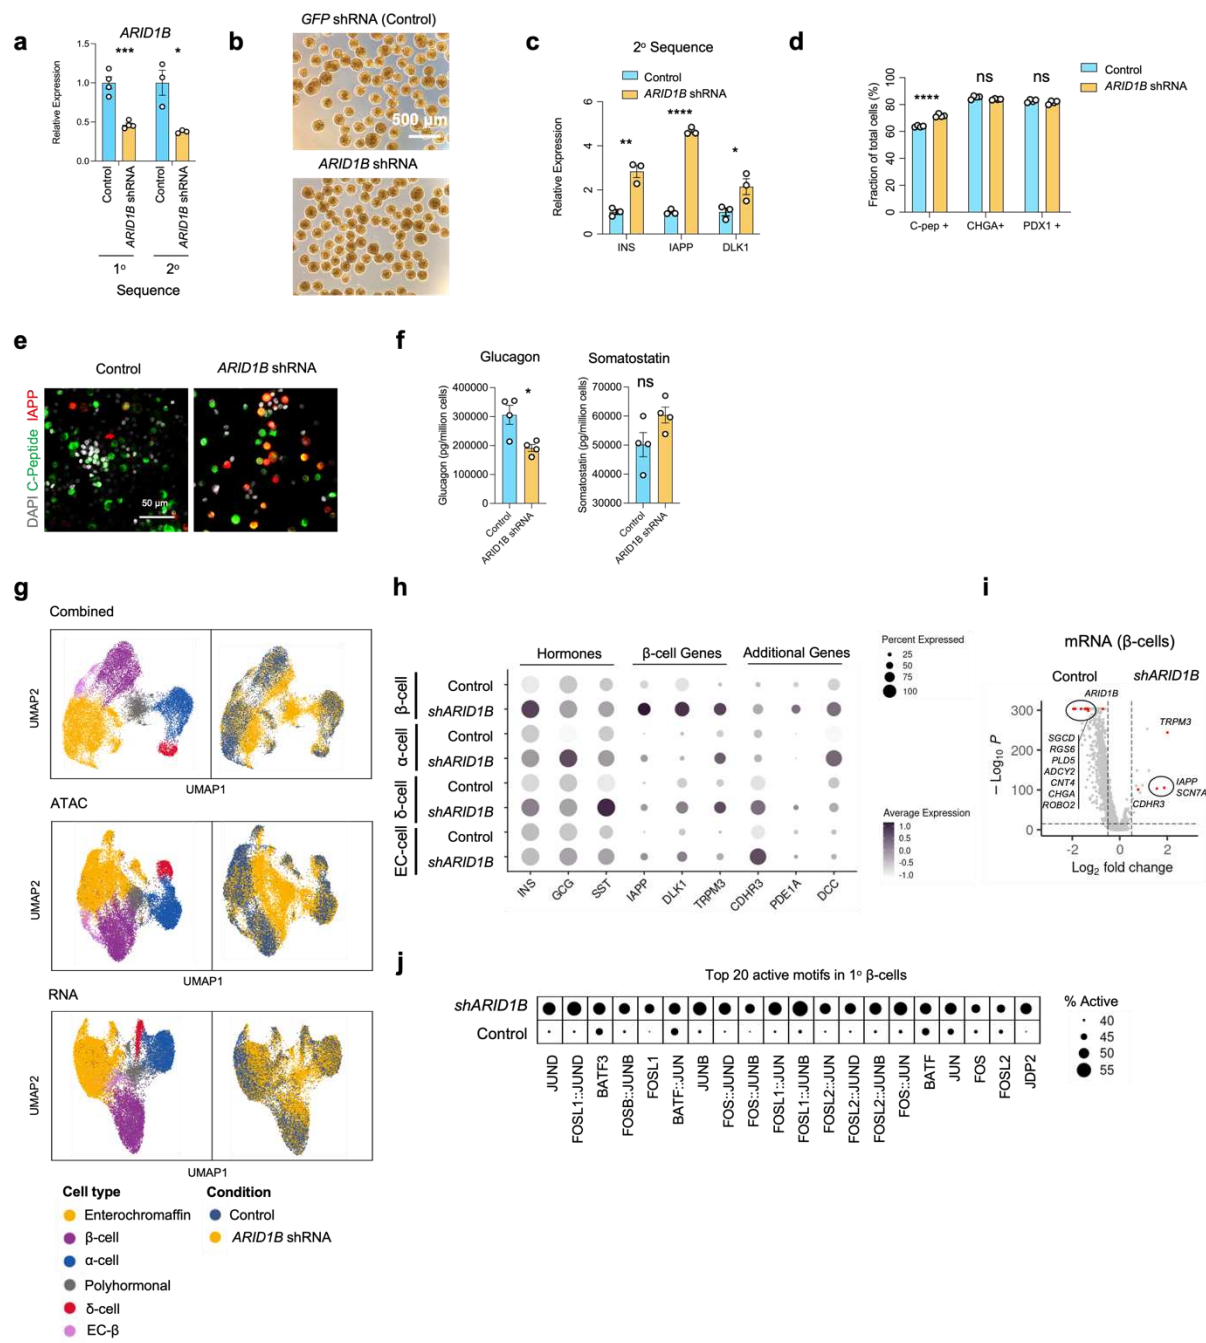 a
ARID1B
***
*
Relative Expression
1.5
1.0
0.5
0.0
Control
ARID1B shRNA
Control
ARID1B shRNA
1o
2o
Sequence
b
GFP shRNA (Control)
500 µm
ARID1B shRNA
c
2o Sequence
Control
ARID1B shRNA
Relative Expression
6
4
2
0
**
****
*
INS
IAPP
DLK1
d
Control
ARID1B shRNA
Fraction of total cells (%)
100
80
60
40
20
0
****
ns
ns
C-pep +
CHGA+
PDX1 +
e
Control
ARID1B shRNA
DAPI C-Peptide IAPP
50 µm
f
Glucagon
Glucagon (pg/million cells)
400000
300000
200000
100000
0
*
Control
ARID1B shRNA
Somatostatin
Somatostatin (pg/million cells)
70000
60000
50000
40000
30000
ns
Control
ARID1B shRNA
g
Combined
UMAP2
UMAP1
ATAC
UMAP2
UMAP1
RNA
UMAP2
UMAP1
Cell type
Enterochromaffin
β-cell
α-cell
Polyhormonal
δ-cell
EC-β
Condition
Control
ARID1B shRNA
h
Hormones
β-cell Genes
Additional Genes
β-cell
Control
shARID1B
α-cell
Control
shARID1B
δ-cell
Control
shARID1B
EC-cell
Control
shARID1B
INS
GCG
SST
IAPP
DLK1
TRPM3
CDHR3
PDE1A
DCC
Percent Expressed
25
50
75
100
Average Expression
1.0
0.5
0.0
-0.5
-1.0
i
mRNA (β-cells)
Control
shARID1B
– Log10 P
300
200
100
0
ARID1B
TRPM3
SGCD
RGS6
PLD5
ADCY2
CNT4
CHGA
ROBO2
IAPP
SCN7A
CDHR3
-2
0
2
Log2 fold change
j
Top 20 active motifs in 1o β-cells
shARID1B
Control
JUND
FOSL1::JUND
BATF3
FOSB::JUNB
FOSL1
BATF::JUN
JUNB
FOS::JUND
FOS::JUNB
FOSL1::JUN
FOSL1::JUNB
FOSL2::JUND
FOSL2::JUND
FOSL2::JUNB
FOS::JUN
BATF
JUN
FOS
FOSL2
JDP2
% Active
40
45
50
55